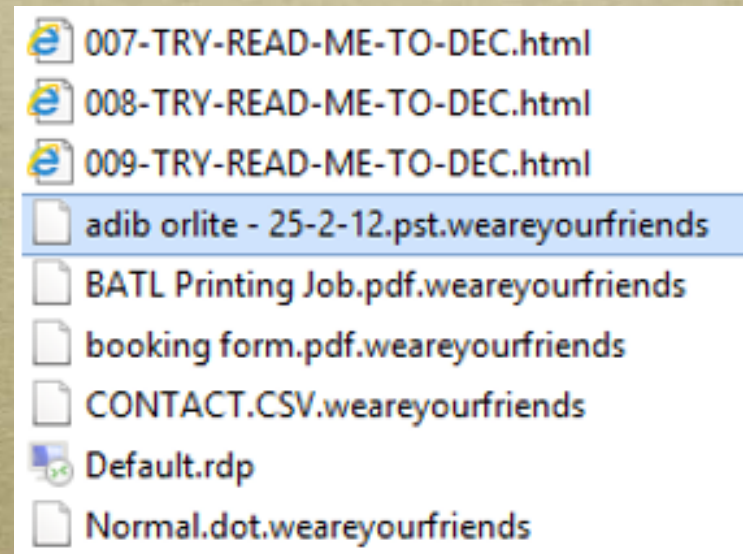 007-TRY-READ-ME-TO-DEC.html
008-TRY-READ-ME-TO-DEC.html
009-TRY-READ-ME-TO-DEC.html
adib orlite - 25-2-12.pst.weareyourfriends
BATL Printing Job.pdf.weareyourfriends
booking form.pdf.weareyourfriends
CONTACT.CSV.weareyourfriends
Default.rdp
Normal.dot.weareyourfriends